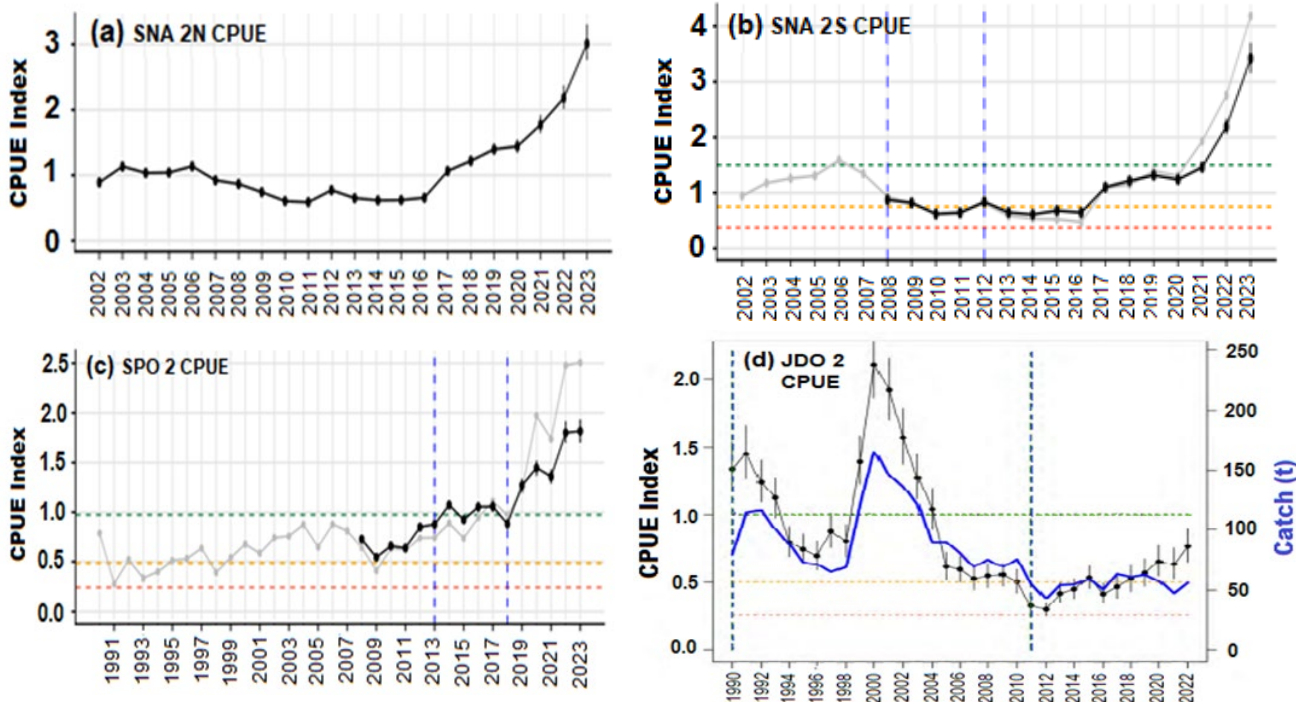 (a) SNA 2N CPUE
CPUE Index
3
2
1
0
2002 2003 2004 2005 2006 2007 2008 2009 2010 2011 2012 2013 2014 2015 2016 2017 2018 2019 2020 2021 2022 2023
(b) SNA 2S CPUE
CPUE Index
4
3
2
1
0
2002 2003 2004 2005 2006 2007 2008 2009 2010 2011 2012 2013 2014 2015 2016 2017 2018 2019 2020 2021 2022 2023
(c) SPO 2 CPUE
CPUE Index
2.5
2.0
1.5
1.0
0.5
0.0
1991 1993 1995 1997 1999 2001 2003 2005 2007 2009 2011 2013 2015 2017 2019 2021 2023
(d) JDO 2
CPUE
CPUE Index
2.0
1.5
1.0
0.5
0.0
250
200
150
100
50
0
Catch (t)
1990 1992 1994 1996 1998 2000 2002 2004 2006 2008 2010 2012 2014 2016 2018 2020 2022